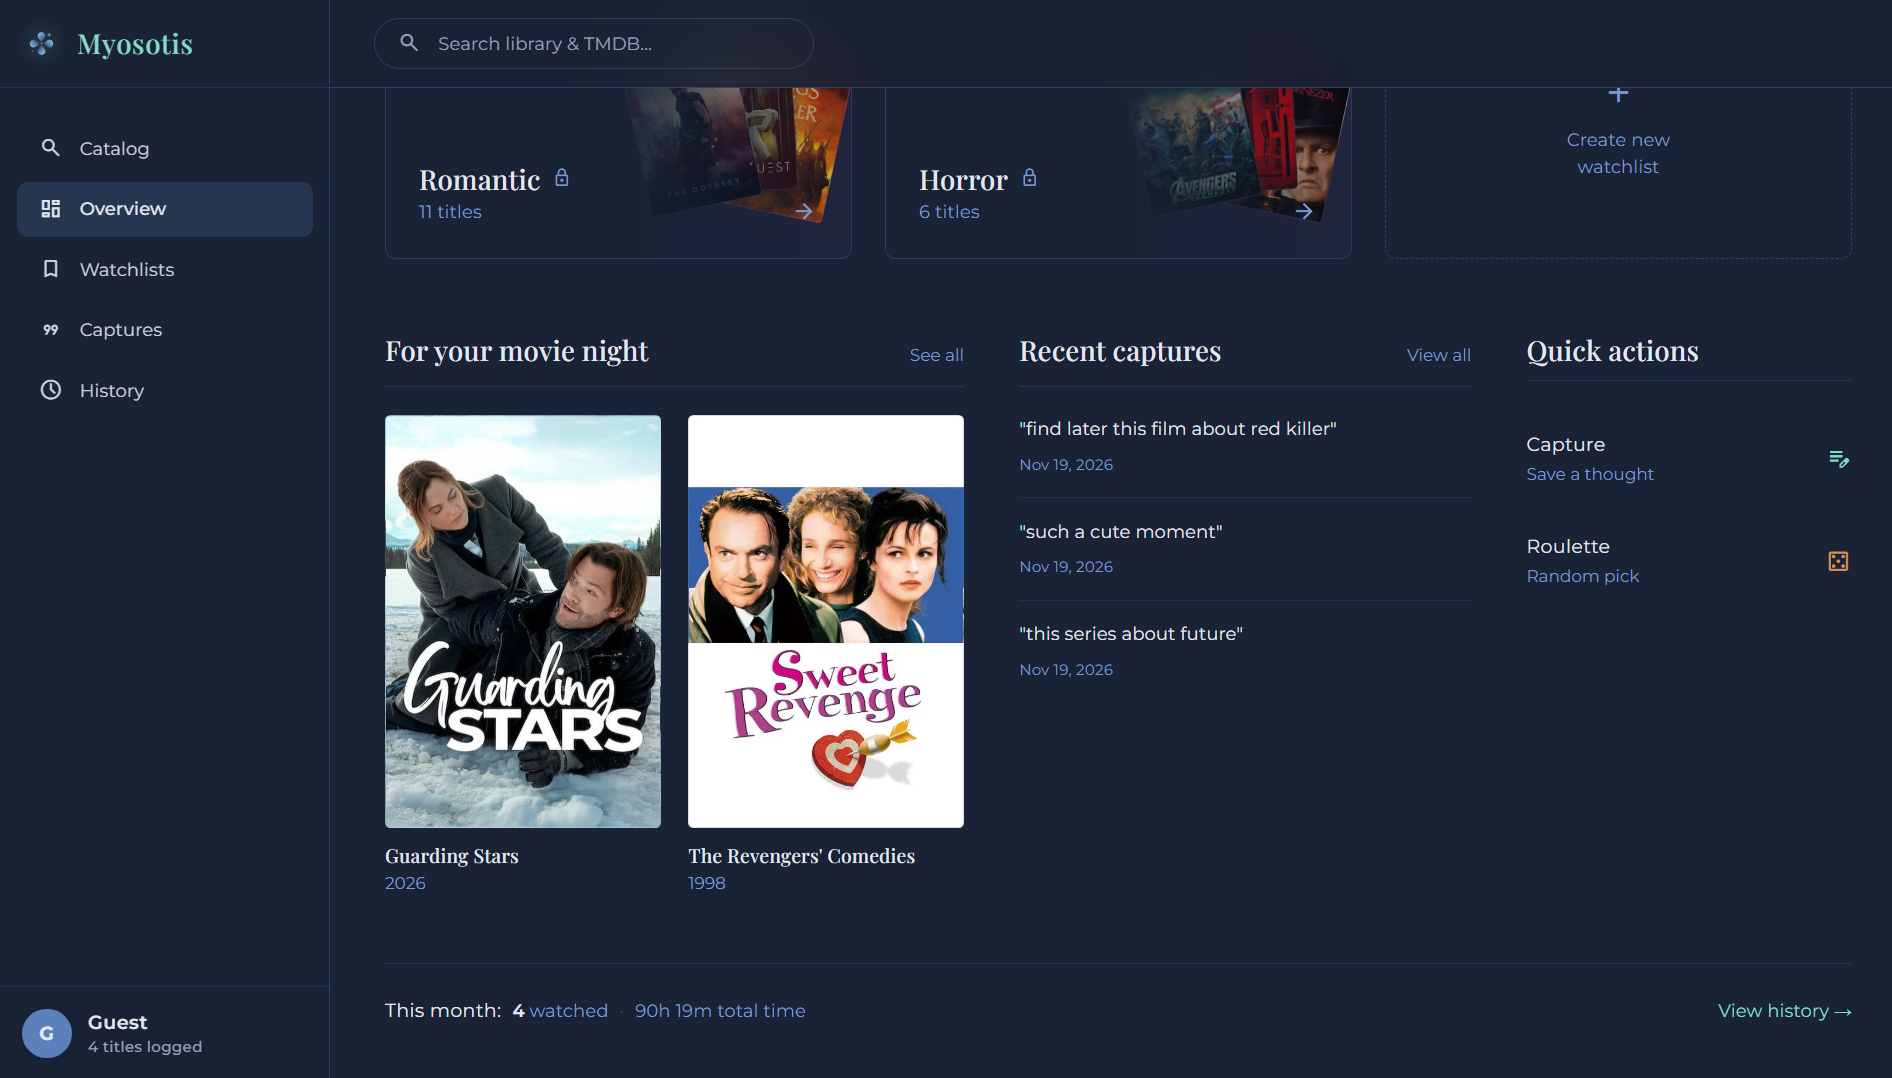 Myosotis
Search library & TMDB...
Catalog
Overview
Watchlists
Captures
History
Guest
4 titles logged
G
Romantic
11 titles
THE ODYSSEY
Horror
6 titles
AVENGERS
Create new
watchlist
For your movie night
See all
Guarding
STARS
Guarding Stars
2026
Sweet
Revenge
The Revengers' Comedies
1998
Recent captures
View all
"find later this film about red killer"
Nov 19, 2026
"such a cute moment"
Nov 19, 2026
"this series about future"
Nov 19, 2026
Quick actions
Capture
Save a thought
Roulette
Random pick
This month: 4 watched · 90h 19m total time
View history →